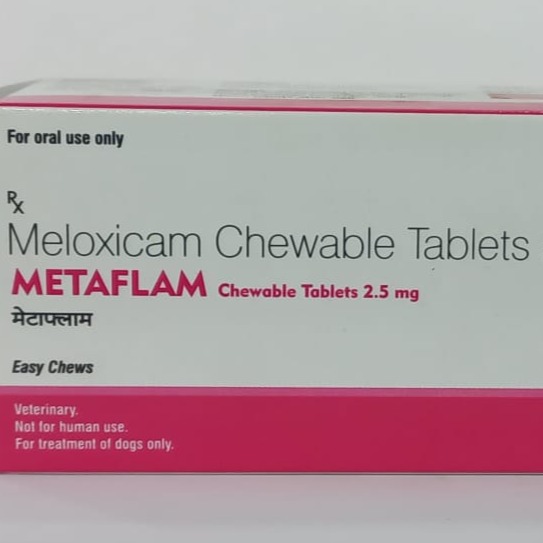 For oral use only
Rx
Meloxicam Chewable Tablets
METAFLAM Chewable Tablets 2.5 mg
मेटाफ्लाम
Easy Chews
Veterinary.
Not for human use.
For treatment of dogs only.